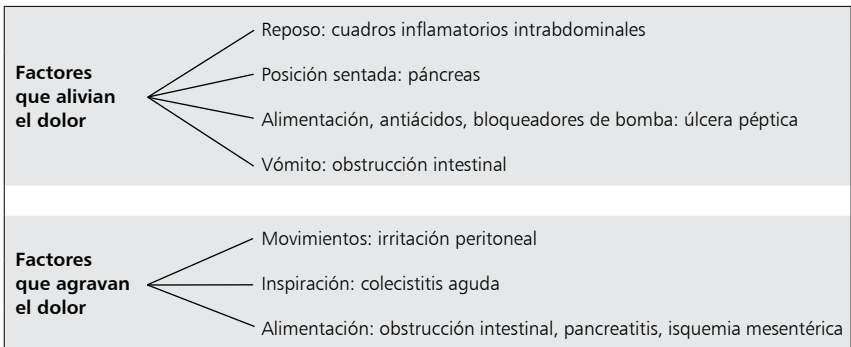 Factores
que alivian
el dolor
Reposo: cuadros inflamatorios intrabdominales
Posición sentada: páncreas
Alimentación, antiácidos, bloqueadores de bomba: úlcera péptica
Vómito: obstrucción intestinal
Factores
que agravan
el dolor
Movimientos: irritación peritoneal
Inspiración: colecistitis aguda
Alimentación: obstrucción intestinal, pancreatitis, isquemia mesentérica